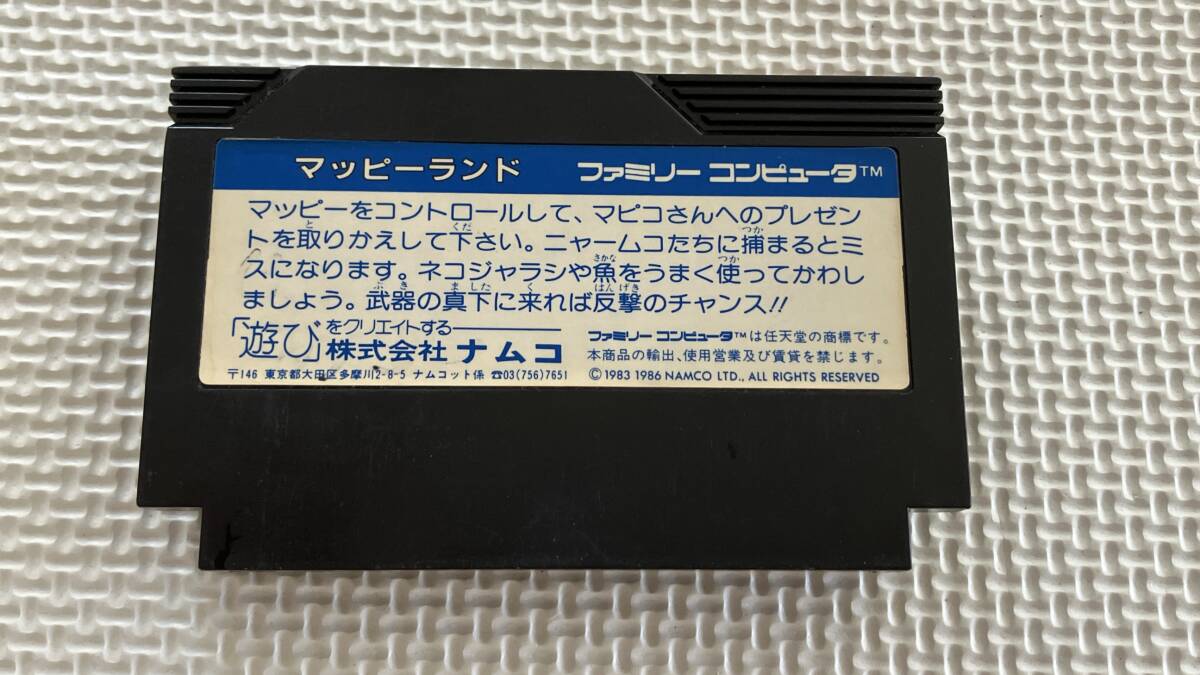 マッピーランド ファミリー コンピュータ™
マッピーをコントロールして、マピコさんへのプレゼン
トを取りかえして下さい。ニャームコたちに捕まるとミ
スになります。ネコジャラシや魚をうまく使ってかわし
ましょう。武器の真下に来れば反撃のチャンス!!
「遊び」をクリエイトする
株式会社 ナムコ
〒146 東京都大田区多摩川2-8-5 ナムコット係 ☎03(756)7651
ファミリー コンピュータ™は任天堂の商標です。
本商品の輸出、使用営業及び賃貸を禁じます。
©1983 1986 NAMCO LTD., ALL RIGHTS RESERVED